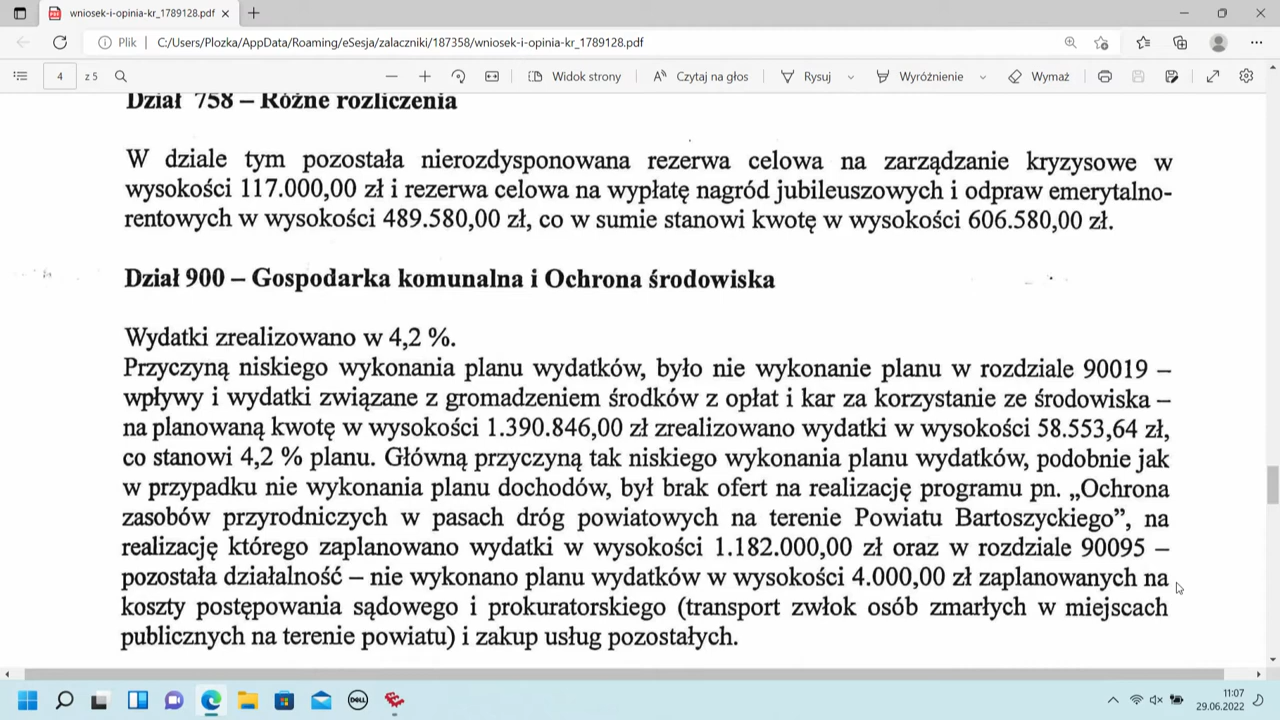 wniosek-i-opinia-kr_1789128.pdf
Plik | C:/Users/Plozka/AppData/Roaming/eSesja/zalaczniki/187358/wniosek-i-opinia-kr_1789128.pdf
4 z 5 Widok strony Czytaj na głos Rysuj Wyróżnienie Wymaż
Dział 758 – Różne rozliczenia
W dziale tym pozostała nierozdysponowana rezerwa celowa na zarządzanie kryzysowe w
wysokości 117.000,00 zł i rezerwa celowa na wypłatę nagród jubileuszowych i odpraw emerytalno-
rentowych w wysokości 489.580,00 zł, co w sumie stanowi kwotę w wysokości 606.580,00 zł.
Dział 900 – Gospodarka komunalna i Ochrona środowiska
Wydatki zrealizowano w 4,2 %.
Przyczyną niskiego wykonania planu wydatków, było nie wykonanie planu w rozdziale 90019 –
wpływy i wydatki związane z gromadzeniem środków z opłat i kar za korzystanie ze środowiska –
na planowaną kwotę w wysokości 1.390.846,00 zł zrealizowano wydatki w wysokości 58.553,64 zł,
co stanowi 4,2 % planu. Główną przyczyną tak niskiego wykonania planu wydatków, podobnie jak
w przypadku nie wykonania planu dochodów, był brak ofert na realizację programu pn. „Ochrona
zasobów przyrodniczych w pasach dróg powiatowych na terenie Powiatu Bartoszyckiego”, na
realizację którego zaplanowano wydatki w wysokości 1.182.000,00 zł oraz w rozdziale 90095 –
pozostała działalność – nie wykonano planu wydatków w wysokości 4.000,00 zł zaplanowanych na
koszty postępowania sądowego i prokuratorskiego (transport zwłok osób zmarłych w miejscach
publicznych na terenie powiatu) i zakup usług pozostałych.
DELL
11:07
29.06.2022